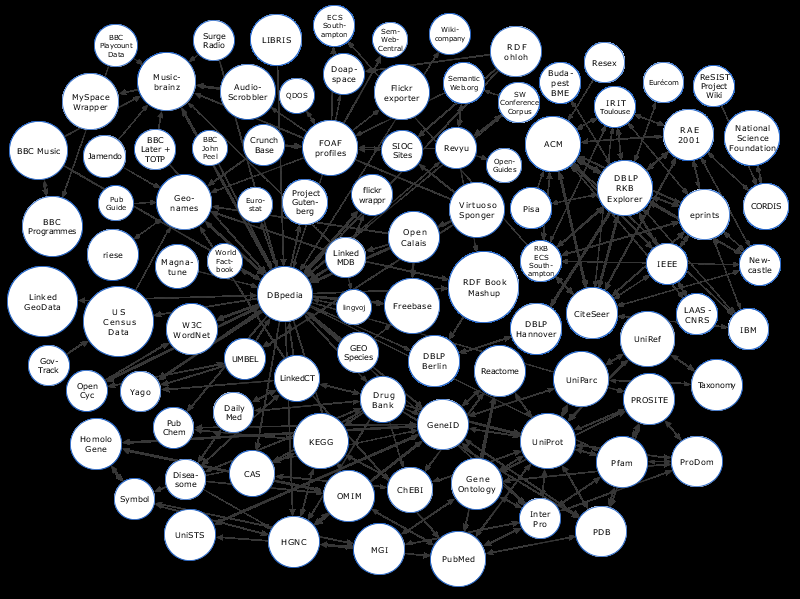 ECS
South-
ampton
BBC
Playcount
Data
Surge
Radio
LIBRIS
Sem-
Web-
Central
Wiki-
company
RDF
ohloh
Resex
Music-
brainz
Audio-
Scrobbler
QDOS
Doap-
space
Flickr
exporter
Semantic
Web.org
SW
Conference
Corpus
Buda-
pest
BME
IRIT
Toulouse
Eurécom
ReSIST
Project
Wiki
MySpace
Wrapper
BBC Music
Jamendo
BBC
Later +
TOTP
BBC
John
Peel
Crunch
Base
FOAF
profiles
SIOC
Sites
Revyu
Open-
Guides
ACM
RAE
2001
National
Science
Foundation
BBC
Programmes
Pub
Guide
Geo-
names
Euro-
stat
Project
Guten-
berg
flickr
wrappr
Virtuoso
Sponger
Pisa
DBLP
RKB
Explorer
eprints
CORDIS
riese
Magna-
tune
World
Fact-
book
Linked
MDB
Open
Calais
RKB
ECS
South-
ampton
IEEE
New-
castle
Linked
GeoData
US
Census
Data
W3C
WordNet
DBpedia
lingvoj
Freebase
RDF Book
Mashup
DBLP
Hannover
CiteSeer
LAAS -
CNRS
IBM
Gov-
Track
Open
Cyc
Yago
UMBEL
LinkedCT
GEO
Species
DBLP
Berlin
Reactome
UniParc
UniRef
Taxonomy
Homolo
Gene
Pub
Chem
Daily
Med
KEGG
Drug
Bank
GeneID
UniProt
PROSITE
Pfam
ProDom
Symbol
Disea-
some
CAS
OMIM
ChEBI
Gene
Ontology
Inter
Pro
PDB
UniSTS
HGNC
MGI
PubMed